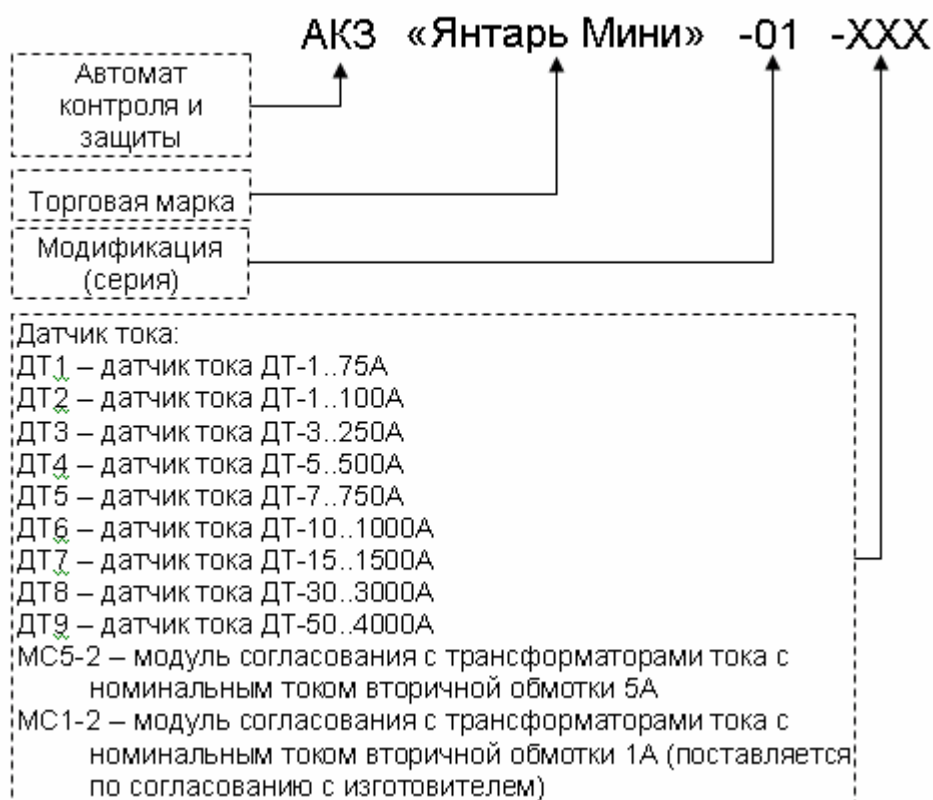 АКЗ «Янтарь Мини» -01 -ХХХ
Автомат
контроля и
защиты
Торговая марка
Модификация
(серия)
Датчик тока:
ДТ1 – датчик тока ДТ-1..75А
ДТ2 – датчик тока ДТ-1..100А
ДТ3 – датчик тока ДТ-3..250А
ДТ4 – датчик тока ДТ-5..500А
ДТ5 – датчик тока ДТ-7..750А
ДТ6 – датчик тока ДТ-10..1000А
ДТ7 – датчик тока ДТ-15..1500А
ДТ8 – датчик тока ДТ-30..3000А
ДТ9 – датчик тока ДТ-50..4000А
МС5-2 – модуль согласования с трансформаторами тока с
номинальным током вторичной обмотки 5А
МС1-2 – модуль согласования с трансформаторами тока с
номинальным током вторичной обмотки 1А (поставляется
по согласованию с изготовителем)